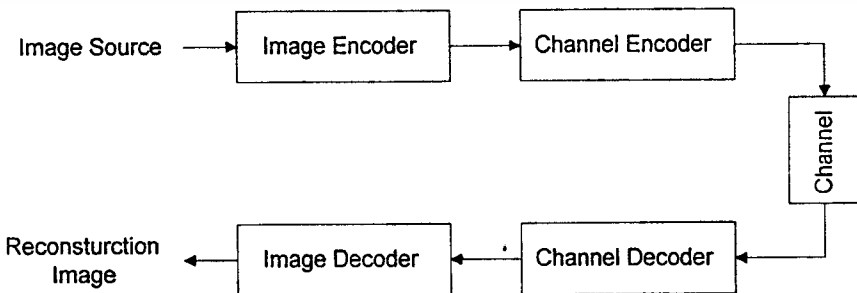 Image Source
Image Encoder
Channel Encoder
Channel
Reconsturction
Image
Image Decoder
Channel Decoder